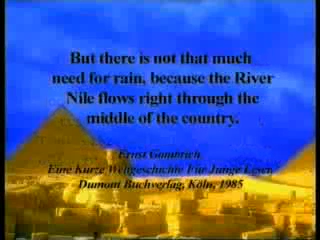 But there is not that much
need for rain, because the River
Nile flows right through the
middle of the country.
Ernst Gombrich
Eine Kurze Weltgeschichte Für Junge Leser,
Dumont Buchverlag, Köln, 1985